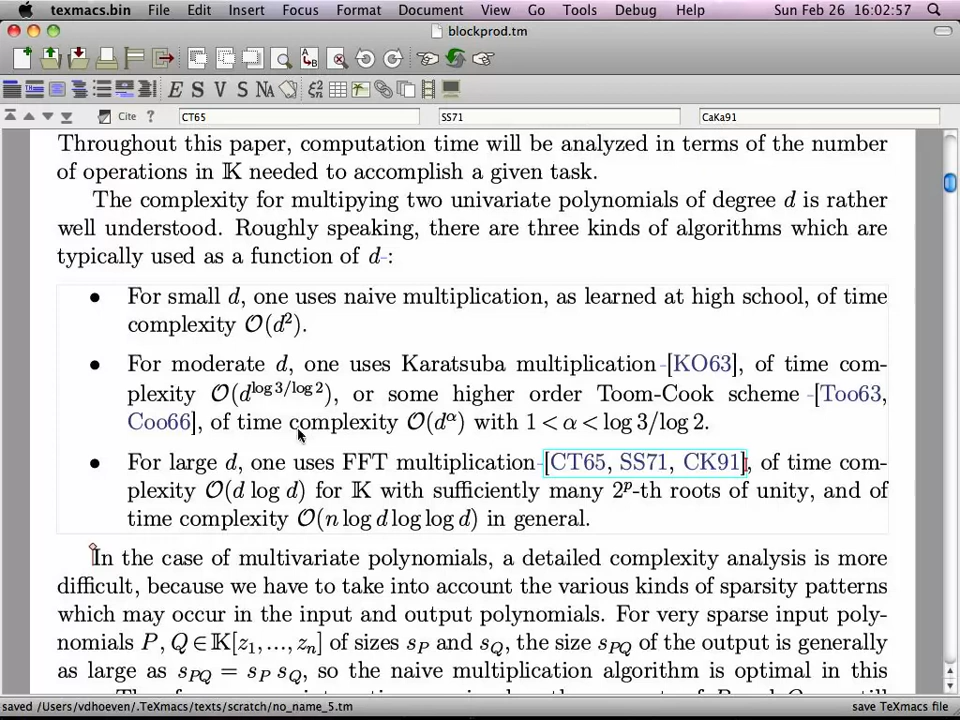 texmacs.bin File Edit Insert Focus Format Document View Go Tools Debug Help Sun Feb 26 16:02:57
blockprod.tm
E S V S NA
Cite ? CT65 SS71 CaKa91
Throughout this paper, computation time will be analyzed in terms of the number
of operations in 𝕂 needed to accomplish a given task.
The complexity for multipying two univariate polynomials of degree d is rather
well understood. Roughly speaking, there are three kinds of algorithms which are
typically used as a function of d :
• For small d, one uses naive multiplication, as learned at high school, of time
complexity 𝒪(d²).
• For moderate d, one uses Karatsuba multiplication [KO63], of time com-
plexity 𝒪(d^{log 3/log 2}), or some higher order Toom-Cook scheme [Too63,
Coo66], of time complexity 𝒪(d^α) with 1 < α < log 3/log 2.
• For large d, one uses FFT multiplication [CT65, SS71, CK91], of time com-
plexity 𝒪(d log d) for 𝕂 with sufficiently many 2^p-th roots of unity, and of
time complexity 𝒪(n log d log log d) in general.
In the case of multivariate polynomials, a detailed complexity analysis is more
difficult, because we have to take into account the various kinds of sparsity patterns
which may occur in the input and output polynomials. For very sparse input poly-
nomials P, Q ∈ 𝕂[z₁, ..., zₙ] of sizes s_P and s_Q, the size s_{PQ} of the output is generally
as large as s_{PQ} = s_P s_Q, so the naive multiplication algorithm is optimal in this
saved /Users/vdhoeven/.TeXmacs/texts/scratch/no_name_5.tm save TeXmacs file